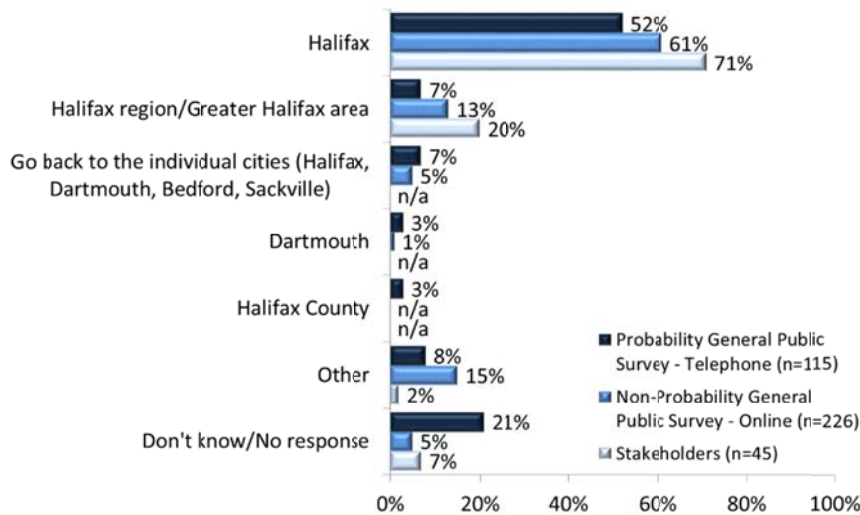 Halifax
52%
61%
71%
Halifax region/Greater Halifax area
7%
13%
20%
Go back to the individual cities (Halifax,
Dartmouth, Bedford, Sackville)
7%
5%
n/a
Dartmouth
3%
1%
n/a
Halifax County
3%
n/a
n/a
Other
8%
15%
2%
Don't know/No response
21%
5%
7%
Probability General Public
Survey - Telephone (n=115)
Non-Probability General
Public Survey - Online (n=226)
Stakeholders (n=45)
0% 20% 40% 60% 80% 100%